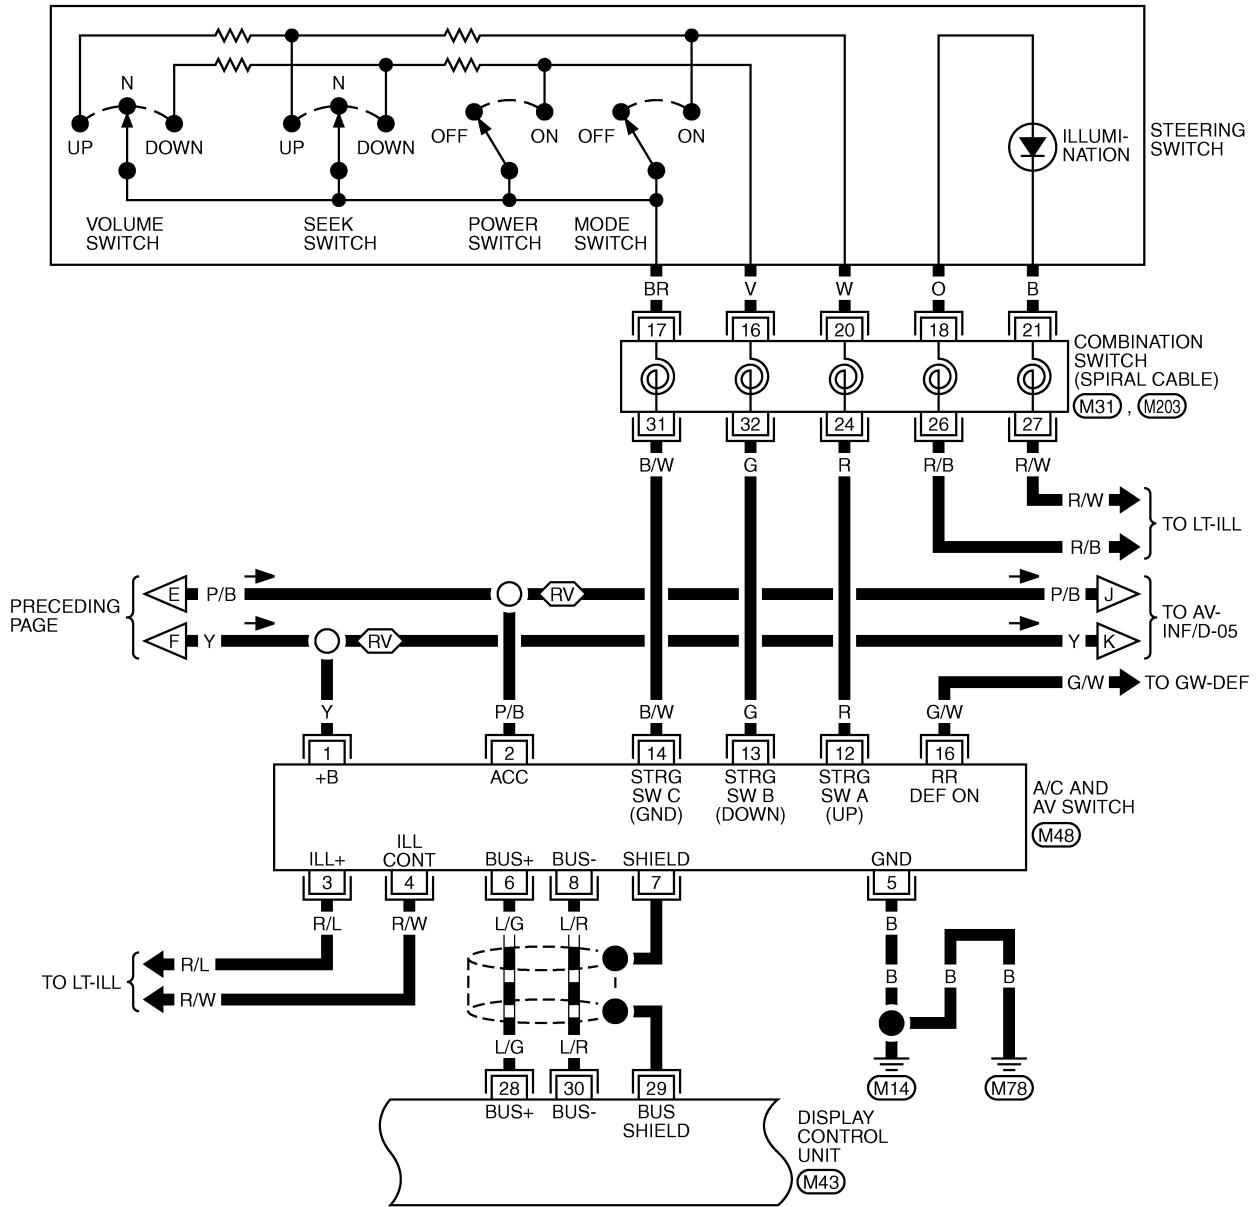 N
N
UP
DOWN
UP
DOWN
OFF
ON
OFF
ON
ILLUMI-
NATION
STEERING
SWITCH
VOLUME
SWITCH
SEEK
SWITCH
POWER
SWITCH
MODE
SWITCH
BR
V
W
O
B
17
16
20
18
21
COMBINATION
SWITCH
(SPIRAL CABLE)
M31 , M203
31
32
24
26
27
B/W
G
R
R/B
R/W
R/W
R/B
TO LT-ILL
PRECEDING
PAGE
E
P/B
RV
P/B
J
F
Y
RV
Y
K
TO AV-
INF/D-05
G/W
TO GW-DEF
Y
P/B
B/W
G
R
G/W
1
2
14
13
12
16
+B
ACC
STRG
SW C
(GND)
STRG
SW B
(DOWN)
STRG
SW A
(UP)
RR
DEF ON
A/C AND
AV SWITCH
M48
ILL+
ILL
CONT
BUS+
BUS-
SHIELD
GND
3
4
6
8
7
5
R/L
R/W
L/G
L/R
B
TO LT-ILL
R/L
R/W
B
B
B
L/G
L/R
28
30
29
M14
M78
BUS+
BUS-
BUS
SHIELD
DISPLAY
CONTROL
UNIT
M43